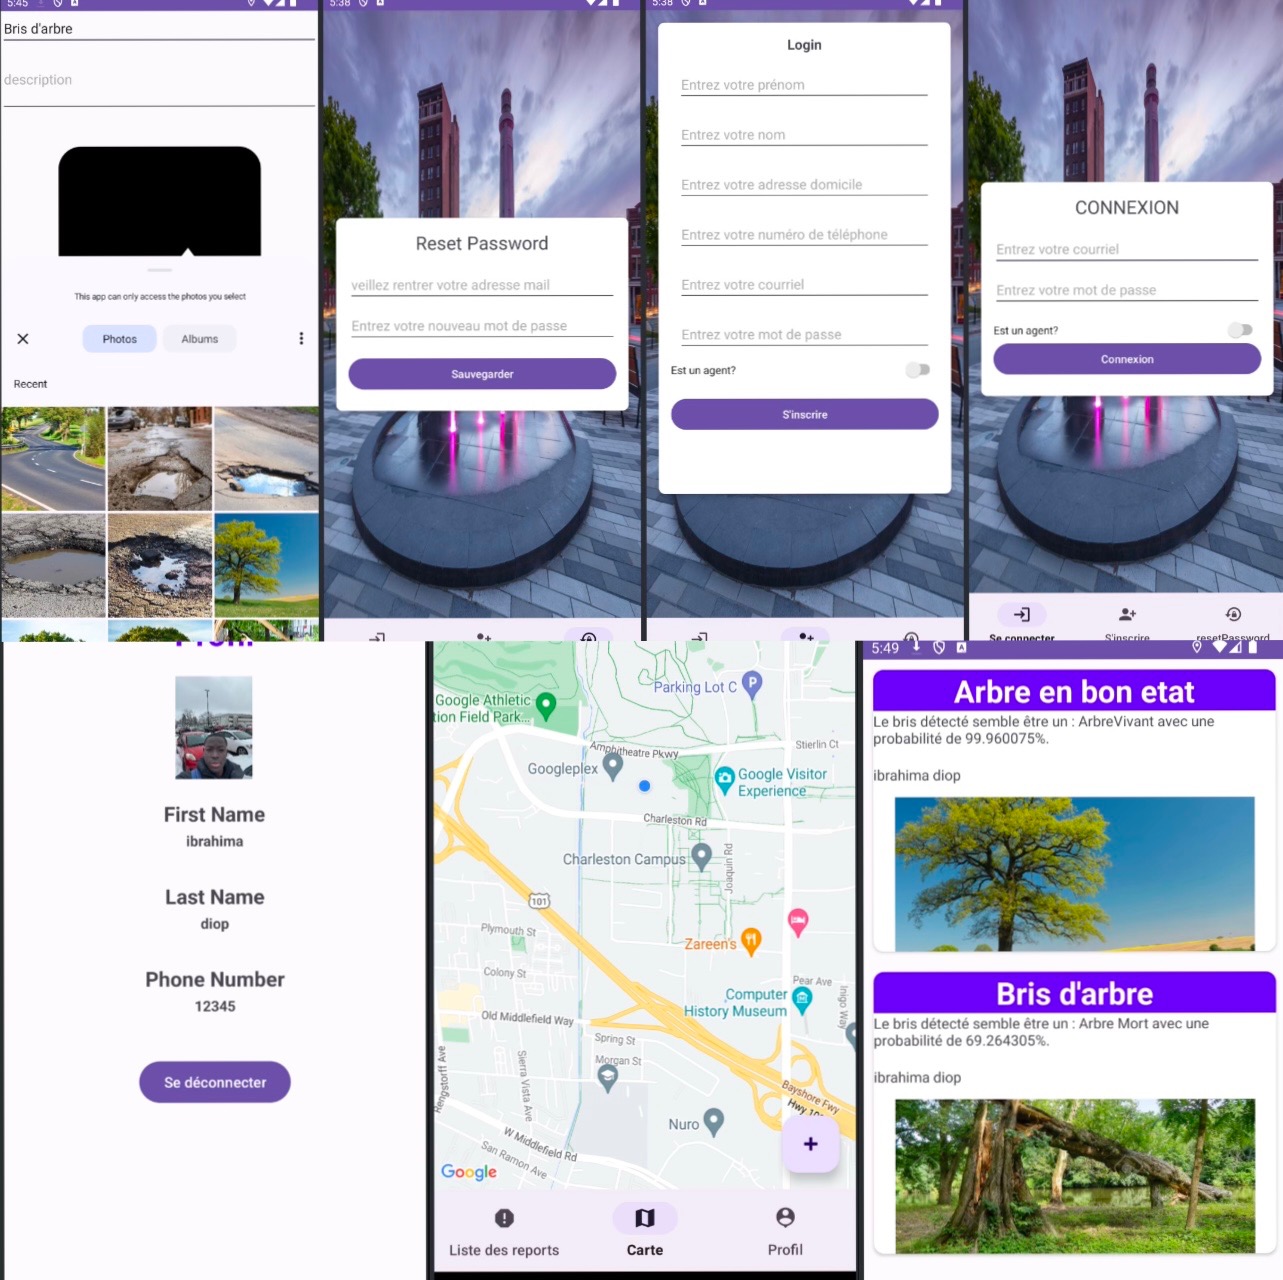 5:45
Bris d'arbre
description
This app can only access the photos you select
Photos
Albums
Recent
5:38
Reset Password
veillez rentrer votre adresse mail
Entrez votre nouveau mot de passe
Sauvegarder
5:38
Login
Entrez votre prénom
Entrez votre nom
Entrez votre adresse domicile
Entrez votre numéro de téléphone
Entrez votre courriel
Entrez votre mot de passe
Est un agent?
S'inscrire
CONNEXION
Entrez votre courriel
Entrez votre mot de passe
Est un agent?
Connexion
Se connecter
S'inscrire
resetPassword
First Name
ibrahima
Last Name
diop
Phone Number
12345
Se déconnecter
Google Athletic
tion Field Park...
Parking Lot C
P
Amphitheatre Pkwy
Stierlin Ct
Googleplex
Google Visitor
Experience
Charleston Rd
Charleston Campus
Joaquin Rd
101
Plymouth St
Zareen's
Colony St
Pear Ave
Computer
History Museum
Inigo Way
Old Middlefield Way
Spring St
Morgan St
Rengstorff Ave
Sierra Vista Ave
Bayshore Fwy
Nuro
W Middlefield Rd
San Ramon Ave
Google
+
Liste des reports
Carte
Profil
5:49
Arbre en bon etat
Le bris détecté semble être un : ArbreVivant avec une
probabilité de 99.960075%.
ibrahima diop
Bris d'arbre
Le bris détecté semble être un : Arbre Mort avec une
probabilité de 69.264305%.
ibrahima diop